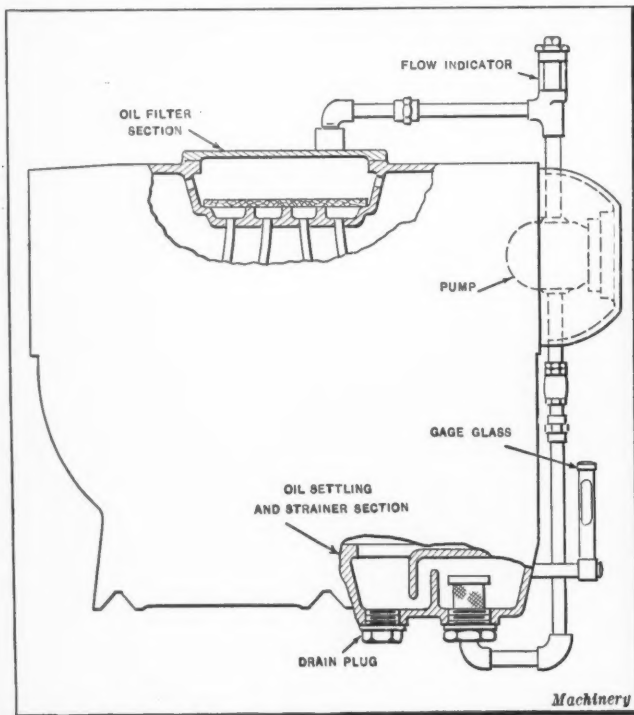 FLOW INDICATOR
OIL FILTER
SECTION
PUMP
GAGE GLASS
OIL SETTLING
AND STRAINER SECTION
DRAIN PLUG
Machinery